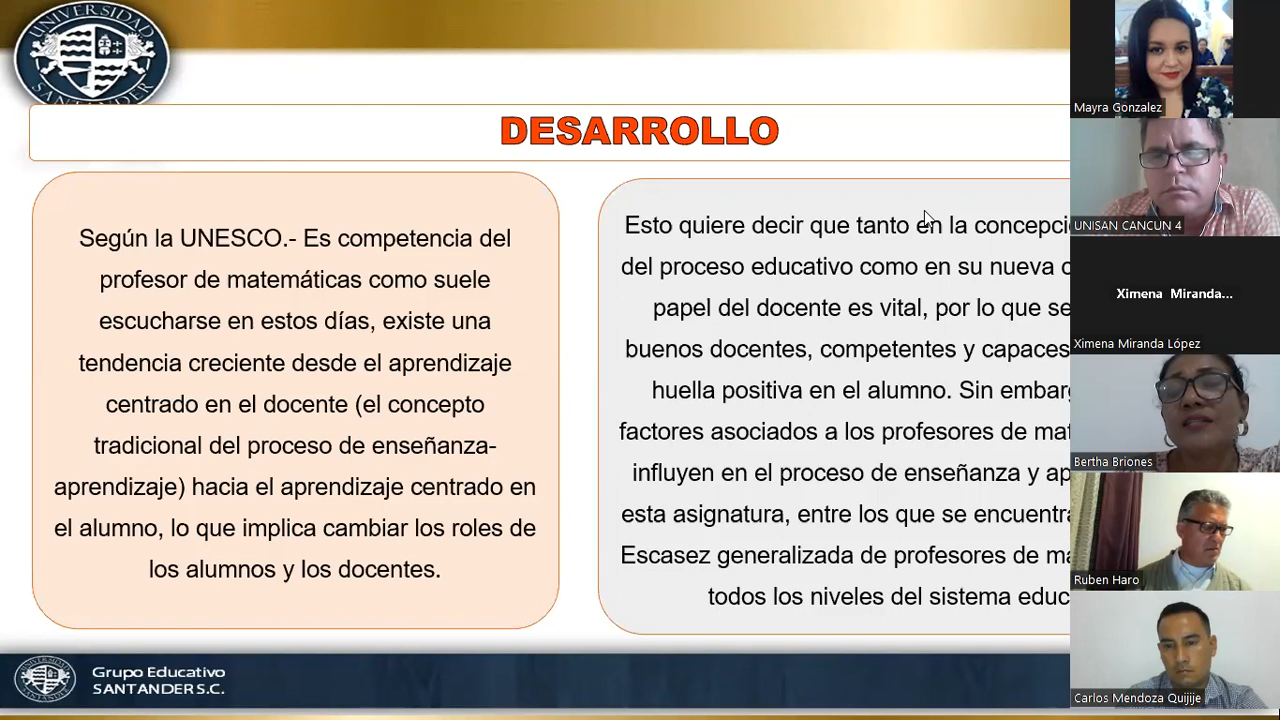 UNIVERSIDAD
SANTANDER
DESARROLLO
Según la UNESCO.- Es competencia del
profesor de matemáticas como suele
escucharse en estos días, existe una
tendencia creciente desde el aprendizaje
centrado en el docente (el concepto
tradicional del proceso de enseñanza-
aprendizaje) hacia el aprendizaje centrado en
el alumno, lo que implica cambiar los roles de
los alumnos y los docentes.
Esto quiere decir que tanto en la concepci
del proceso educativo como en su nueva
papel del docente es vital, por lo que se
buenos docentes, competentes y capaces
huella positiva en el alumno. Sin embarg
factores asociados a los profesores de mat
influyen en el proceso de enseñanza y ap
esta asignatura, entre los que se encuentra
Escasez generalizada de profesores de ma
todos los niveles del sistema educ
Grupo Educativo
SANTANDER S.C.
Mayra Gonzalez
UNISAN CANCUN 4
Ximena Miranda...
Ximena Miranda López
Bertha Briones
Ruben Haro
Carlos Mendoza Quijije